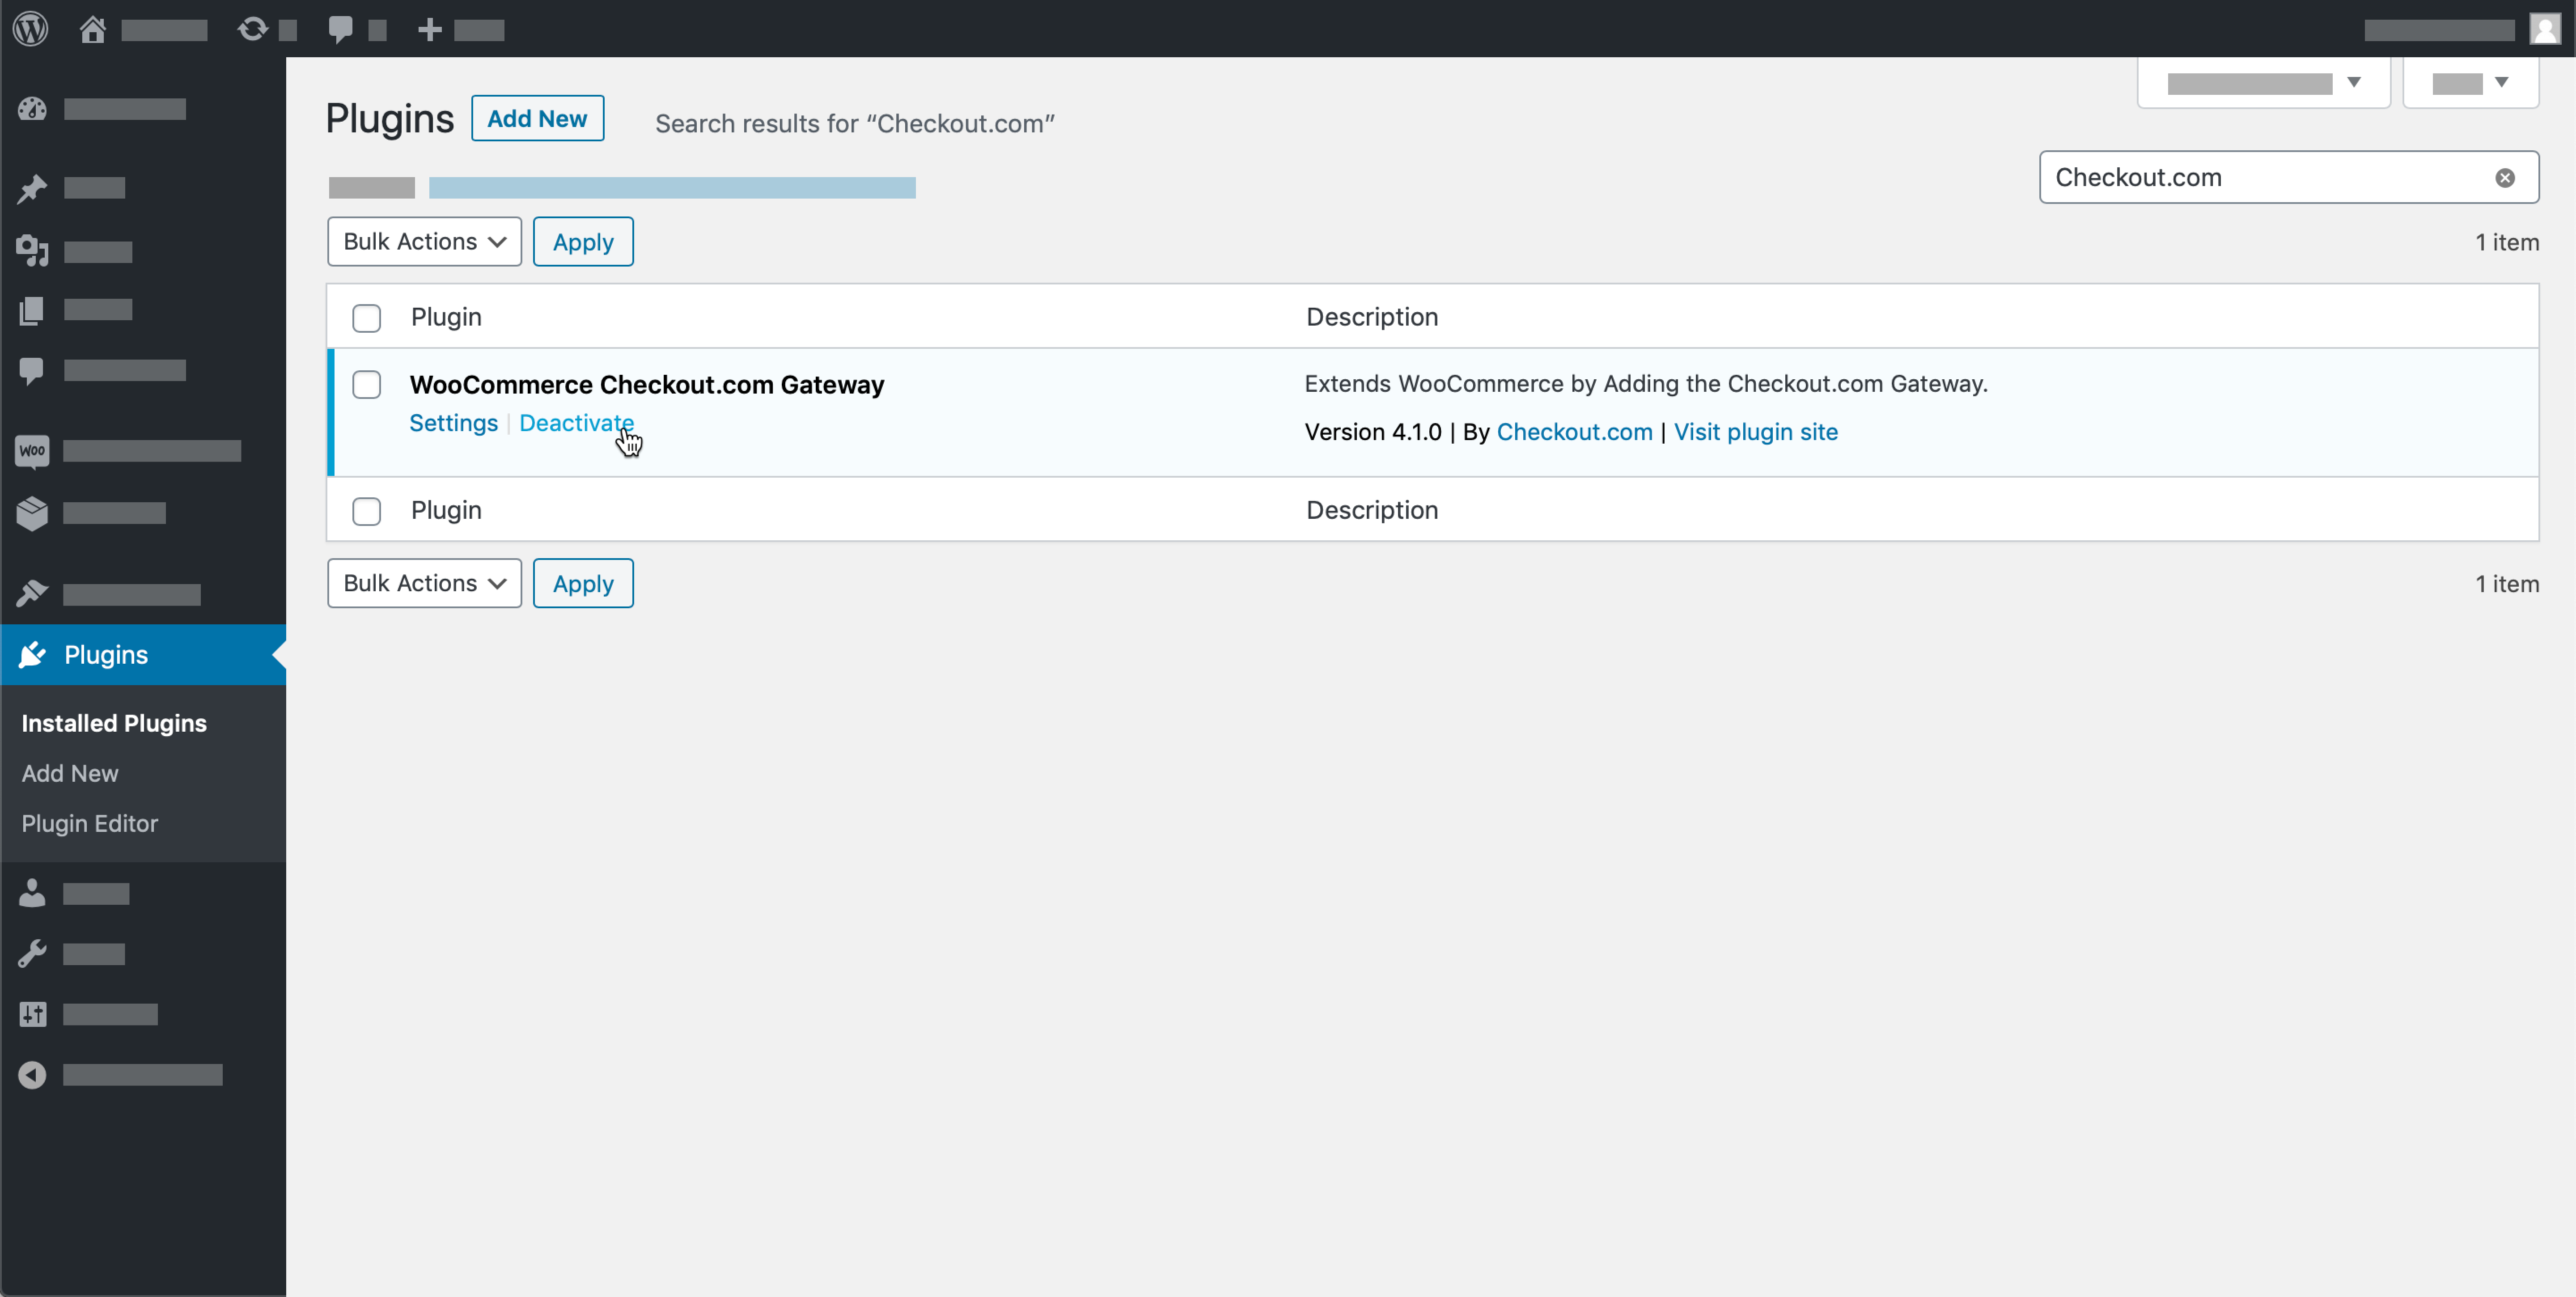 Plugins
Add New
Search results for “Checkout.com”
Checkout.com
Bulk Actions
Apply
1 item
Plugin
Description
WooCommerce Checkout.com Gateway
Extends WooCommerce by Adding the Checkout.com Gateway.
Settings | Deactivate
Version 4.1.0 | By Checkout.com | Visit plugin site
Plugin
Description
Bulk Actions
Apply
1 item
Woo
Plugins
Installed Plugins
Add New
Plugin Editor